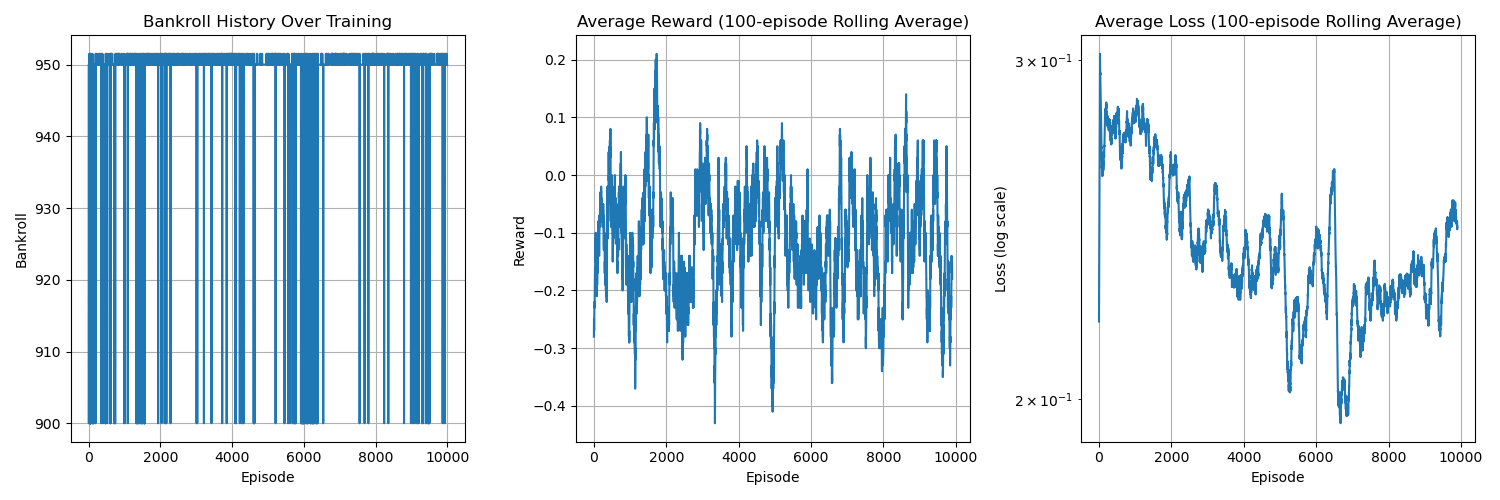 Bankroll History Over Training
950
940
930
920
910
900
Bankroll
0 2000 4000 6000 8000 10000
Episode
Average Reward (100-episode Rolling Average)
0.2
0.1
0.0
−0.1
−0.2
−0.3
−0.4
Reward
0 2000 4000 6000 8000 10000
Episode
Average Loss (100-episode Rolling Average)
3 × 10⁻¹
2 × 10⁻¹
Loss (log scale)
0 2000 4000 6000 8000 10000
Episode